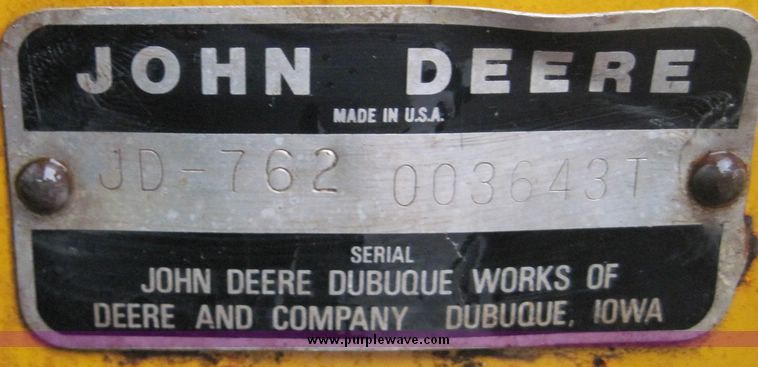 JOHN DEERE
MADE IN U.S.A.
JD-762 003643T
SERIAL
JOHN DEERE DUBUQUE WORKS OF
DEERE AND COMPANY DUBUQUE, IOWA
www.purplewave.com